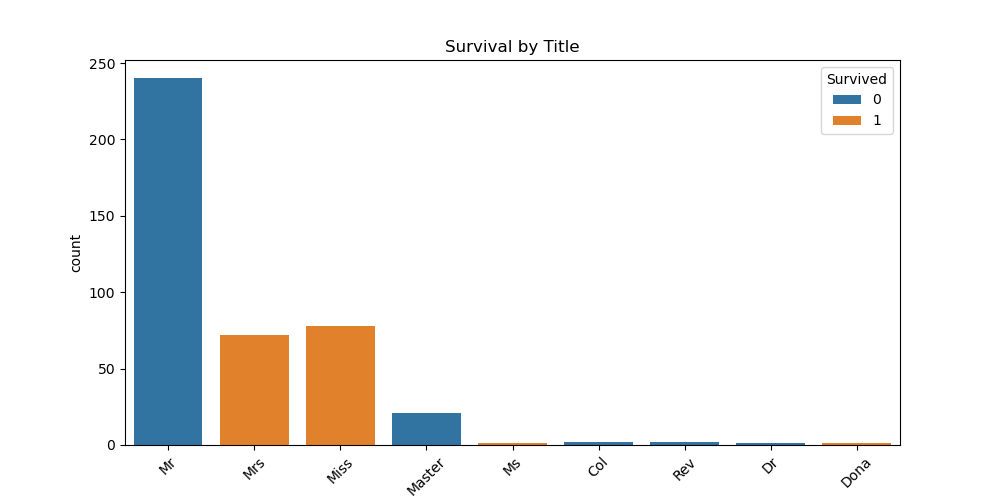 Survival by Title
250
200
150
100
50
0
count
Survived
0
1
Mr
Mrs
Miss
Master
Ms
Col
Rev
Dr
Dona